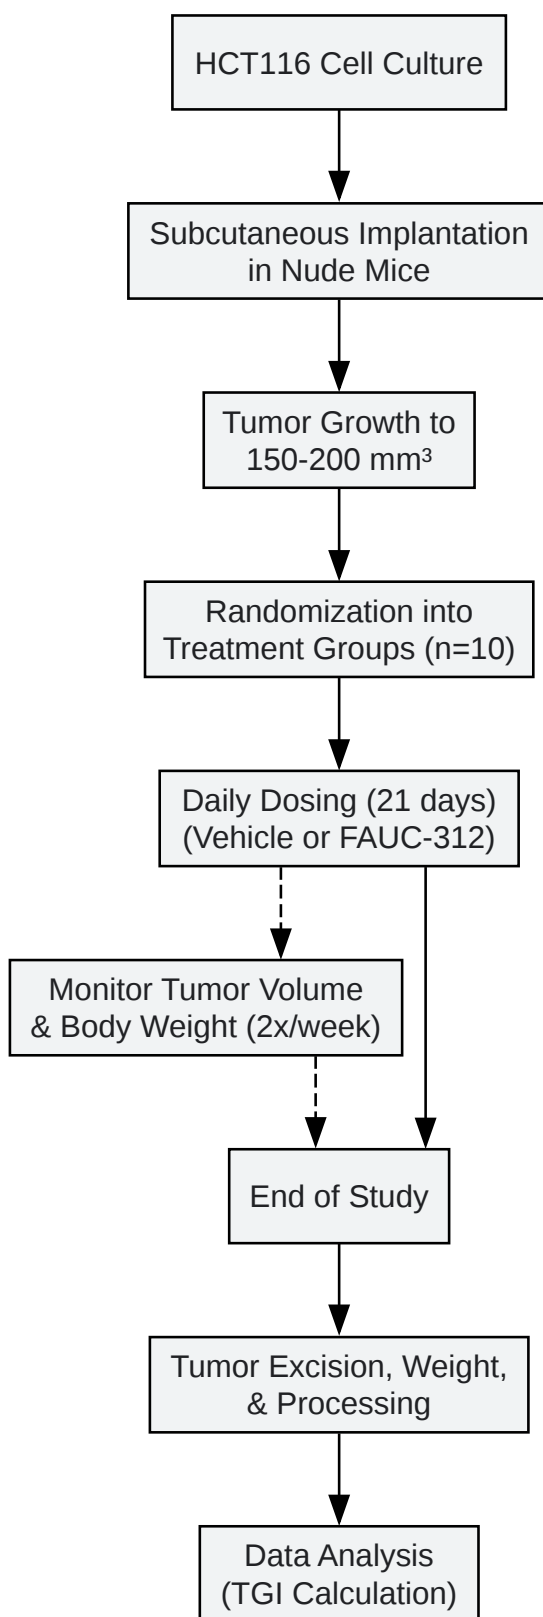 HCT116 Cell Culture
Subcutaneous Implantation
in Nude Mice
Tumor Growth to
150-200 mm³
Randomization into
Treatment Groups (n=10)
Daily Dosing (21 days)
(Vehicle or FAUC-312)
Monitor Tumor Volume
& Body Weight (2x/week)
End of Study
Tumor Excision, Weight,
& Processing
Data Analysis
(TGI Calculation)